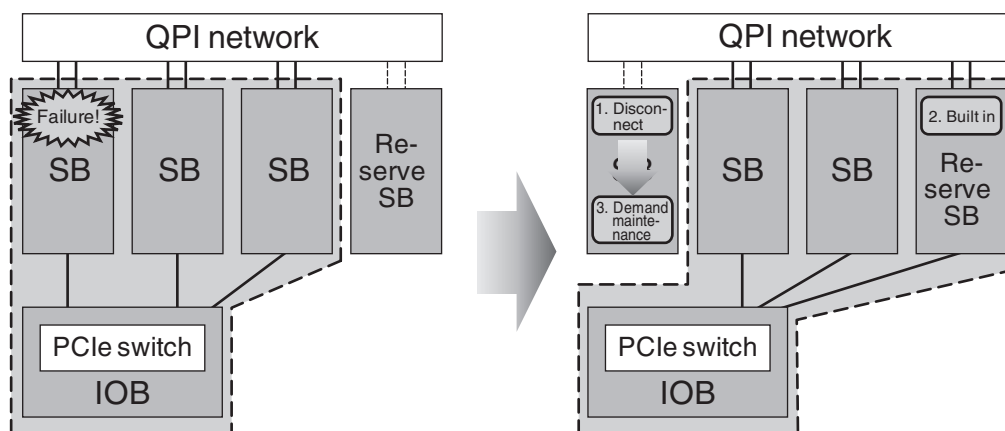 QPI network
Failure!
SB
SB
SB
Re-
serve
SB
PCIe switch
IOB
QPI network
1. Discon-
nect
3. Demand
mainte-
nance
SB
SB
2. Built in
Re-
serve
SB
PCIe switch
IOB